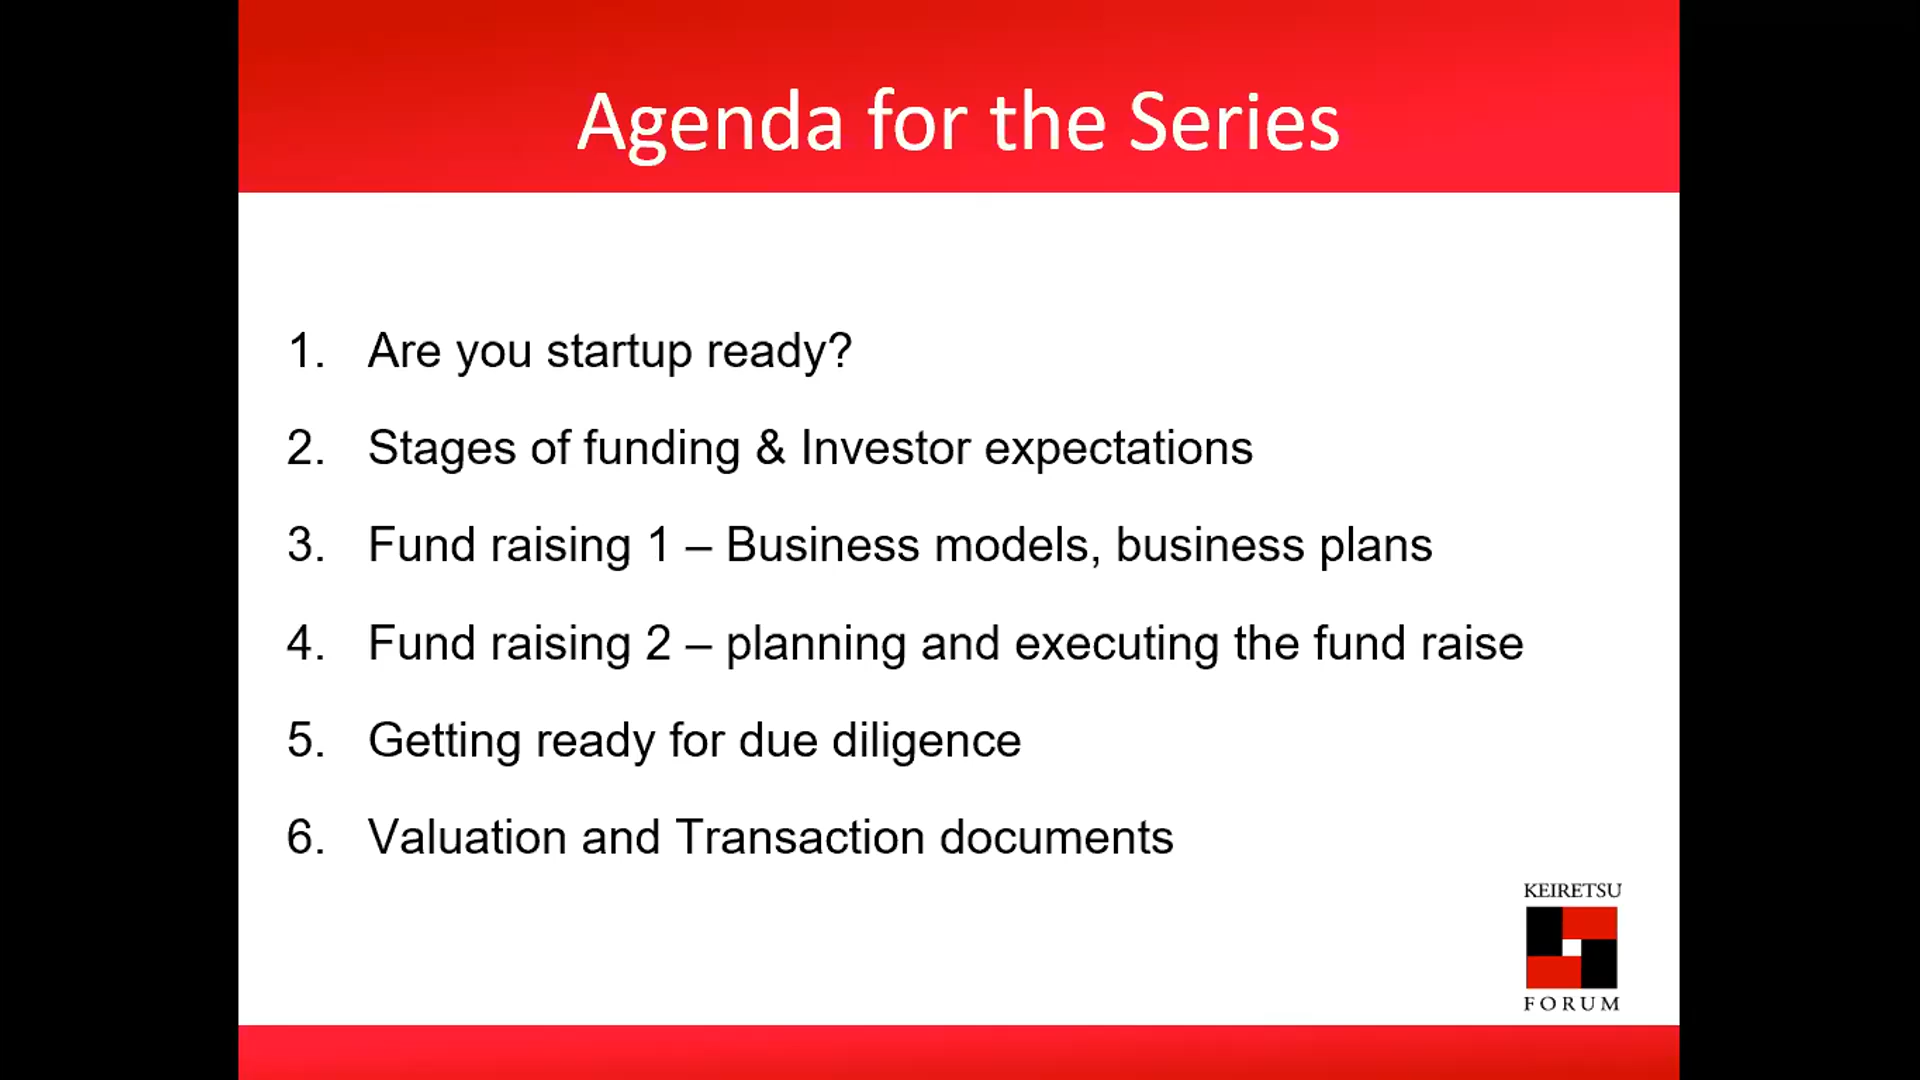 Agenda for the Series
1. Are you startup ready?
2. Stages of funding & Investor expectations
3. Fund raising 1 – Business models, business plans
4. Fund raising 2 – planning and executing the fund raise
5. Getting ready for due diligence
6. Valuation and Transaction documents
KEIRETSU
FORUM